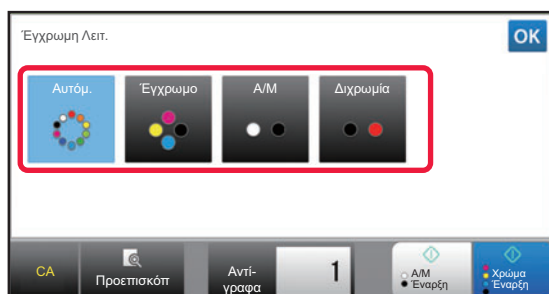 Έγχρωμη Λειτ.
OK
Αυτόμ.
Έγχρωμο
Α/Μ
Διχρωμία
CA
Προεπισκόπ
Αντί-
γραφα
1
Α/Μ
Έναρξη
Χρώμα
Έναρξη